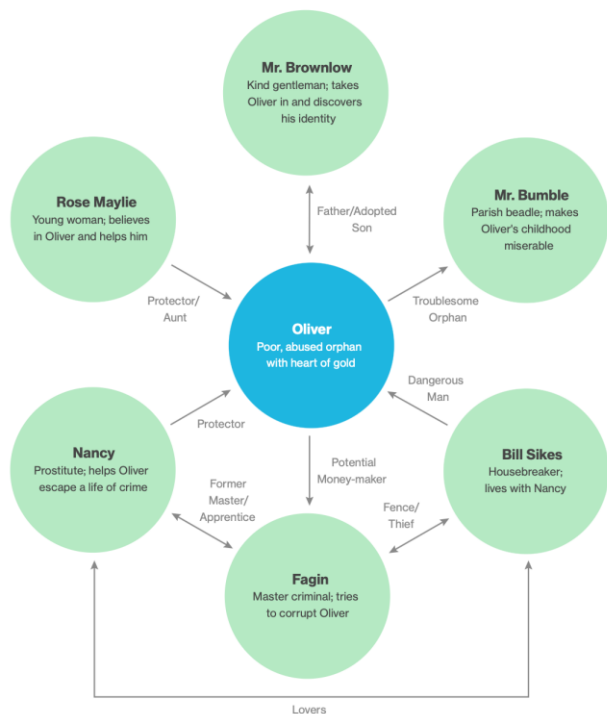 Mr. Brownlow
Kind gentleman; takes
Oliver in and discovers
his identity
Rose Maylie
Young woman; believes
in Oliver and helps him
Mr. Bumble
Parish beadle; makes
Oliver's childhood
miserable
Father/Adopted
Son
Protector/
Aunt
Troublesome
Orphan
Oliver
Poor, abused orphan
with heart of gold
Dangerous
Man
Protector
Nancy
Prostitute; helps Oliver
escape a life of crime
Bill Sikes
Housebreaker;
lives with Nancy
Potential
Money-maker
Former
Master/
Apprentice
Fence/
Thief
Fagin
Master criminal; tries
to corrupt Oliver
Lovers